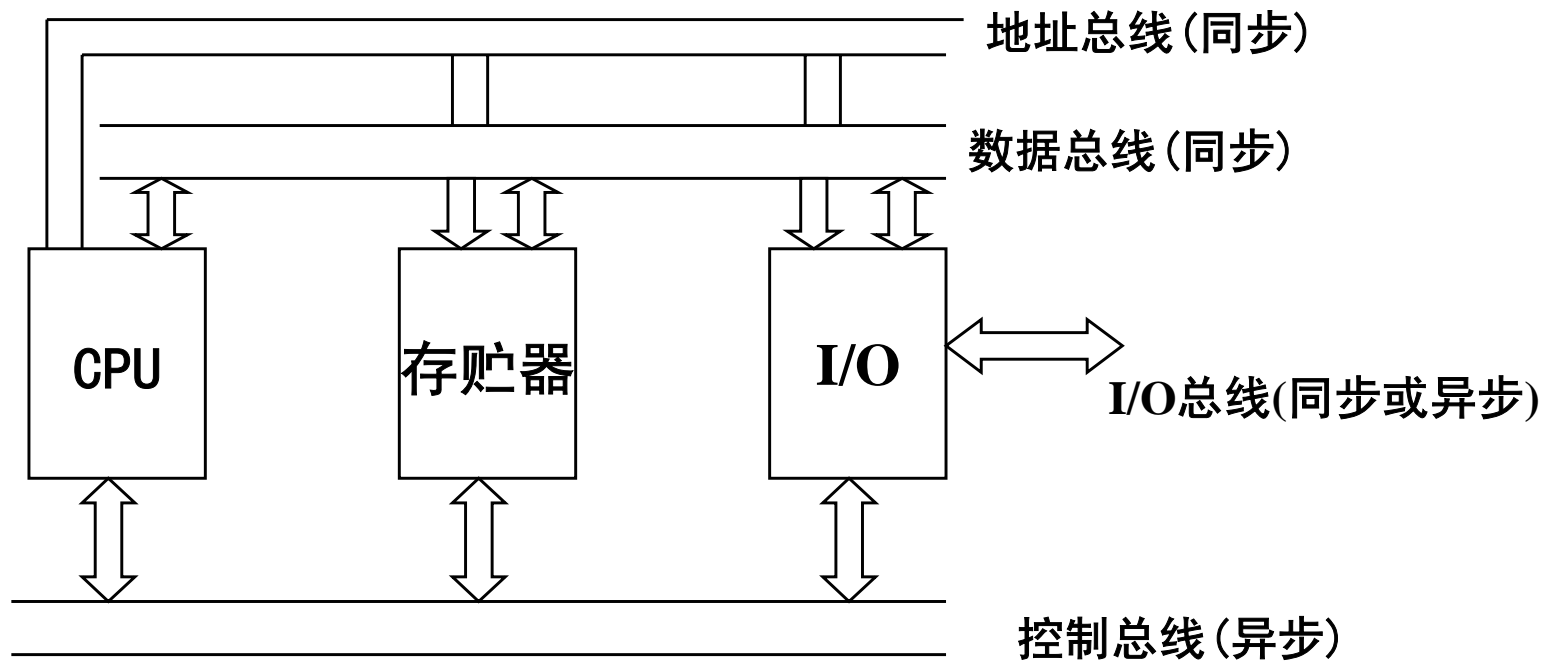 地址总线(同步)
数据总线(同步)
CPU
存贮器
I/O
I/O总线(同步或异步)
控制总线(异步)